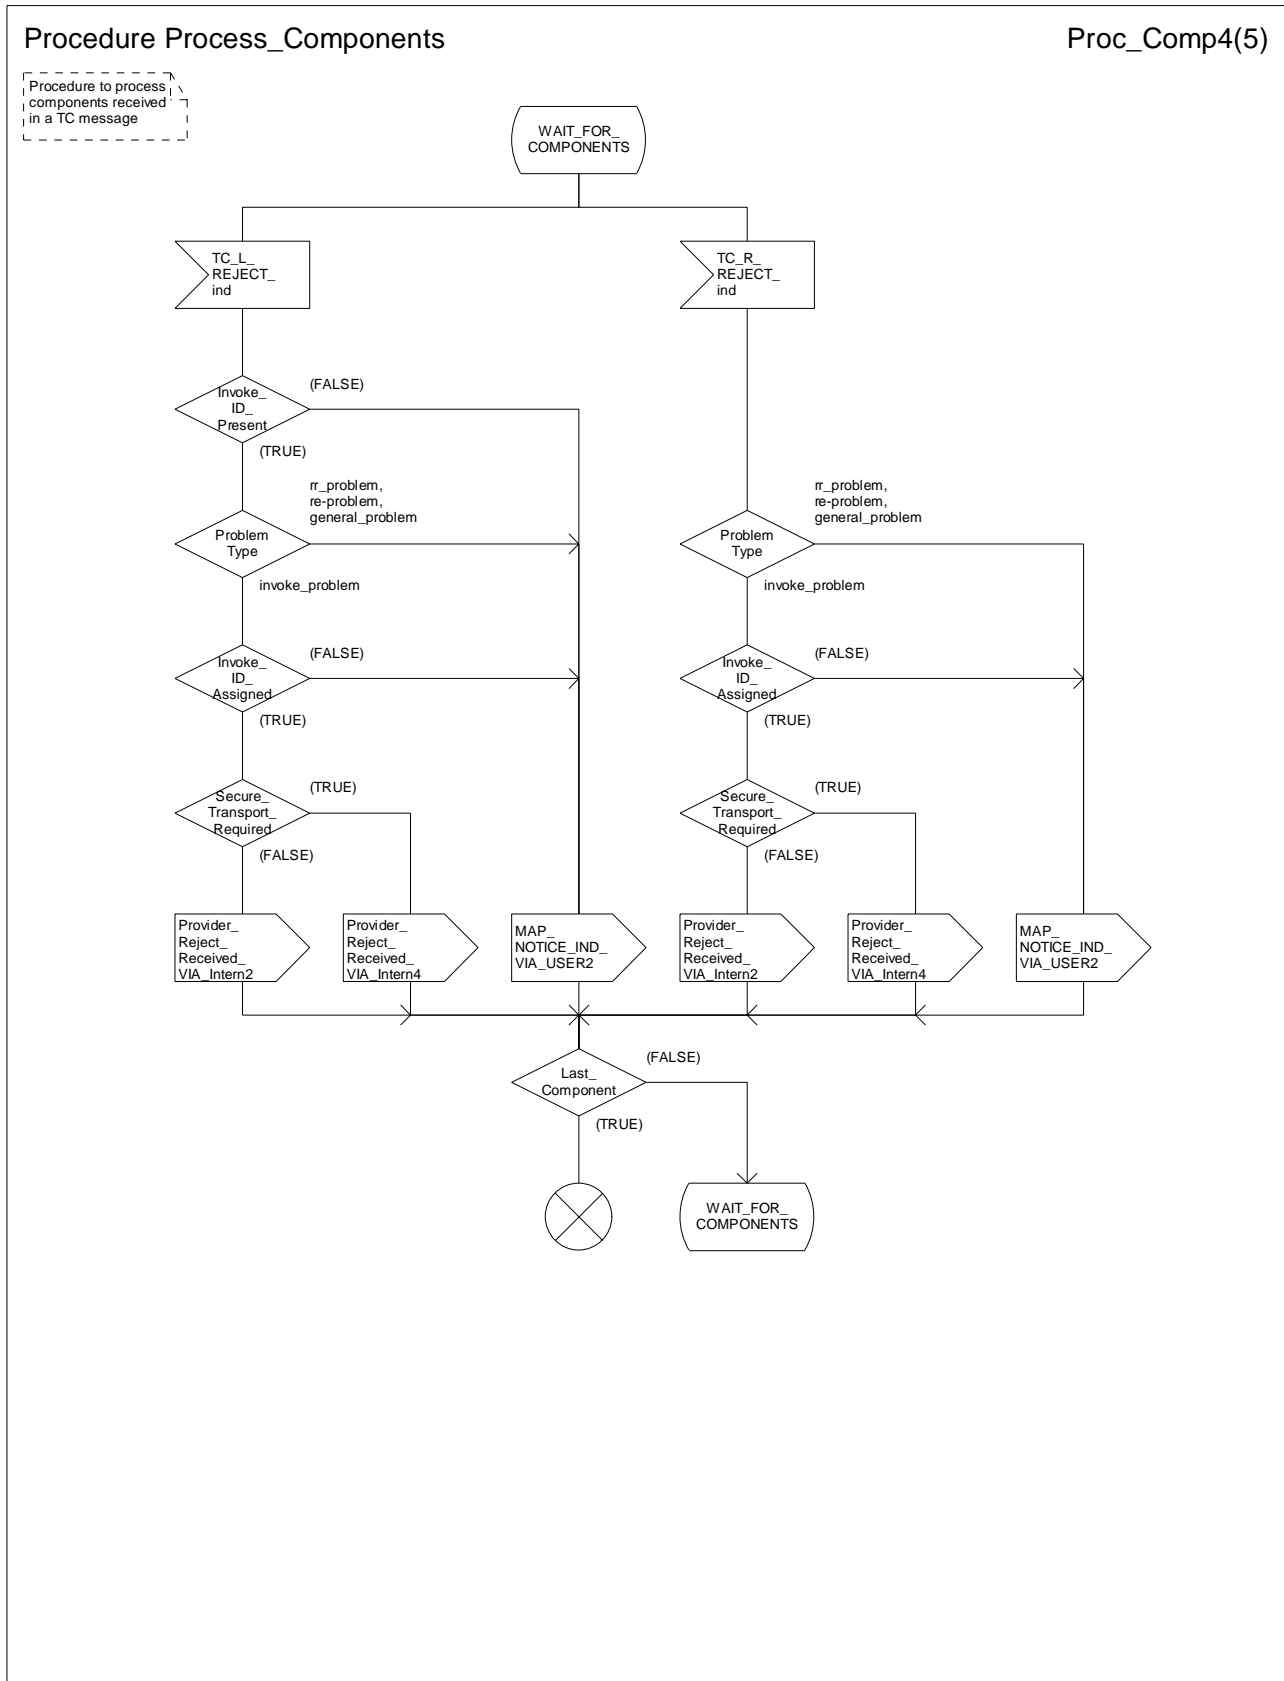 Procedure Process_Components
Proc_Comp4(5)
Procedure to process
components received
in a TC message
WAIT_FOR_
COMPONENTS
TC_L_
REJECT_
ind
TC_R_
REJECT_
ind
Invoke_
ID_
Present
(FALSE)
(TRUE)
rr_problem,
re-problem,
general_problem
Problem
Type
invoke_problem
rr_problem,
re-problem,
general_problem
Problem
Type
invoke_problem
Invoke_
ID_
Assigned
(FALSE)
(TRUE)
Invoke_
ID_
Assigned
(FALSE)
(TRUE)
Secure_
Transport_
Required
(TRUE)
(FALSE)
Secure_
Transport_
Required
(TRUE)
(FALSE)
Provider_
Reject_
Received_
VIA_Intern2
Provider_
Reject_
Received_
VIA_Intern4
MAP_
NOTICE_IND_
VIA_USER2
Provider_
Reject_
Received_
VIA_Intern2
Provider_
Reject_
Received_
VIA_Intern4
MAP_
NOTICE_IND_
VIA_USER2
Last_
Component
(FALSE)
(TRUE)
WAIT_FOR_
COMPONENTS